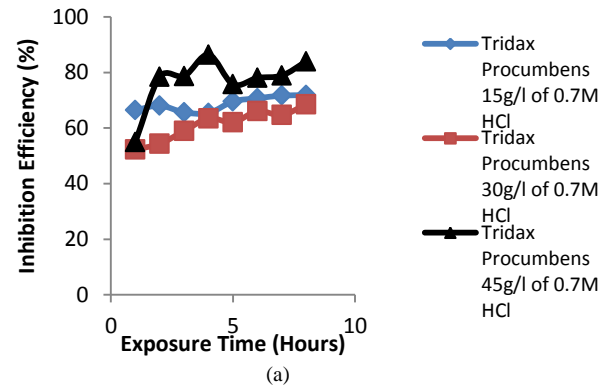 Inhibition Efficiency (%)
100
80
60
40
20
0
0
5
10
Exposure Time (Hours)
Tridax
Procumbens
15g/l of 0.7M
HCl
Tridax
Procumbens
30g/l of 0.7M
HCl
Tridax
Procumbens
45g/l of 0.7M
HCl
(a)